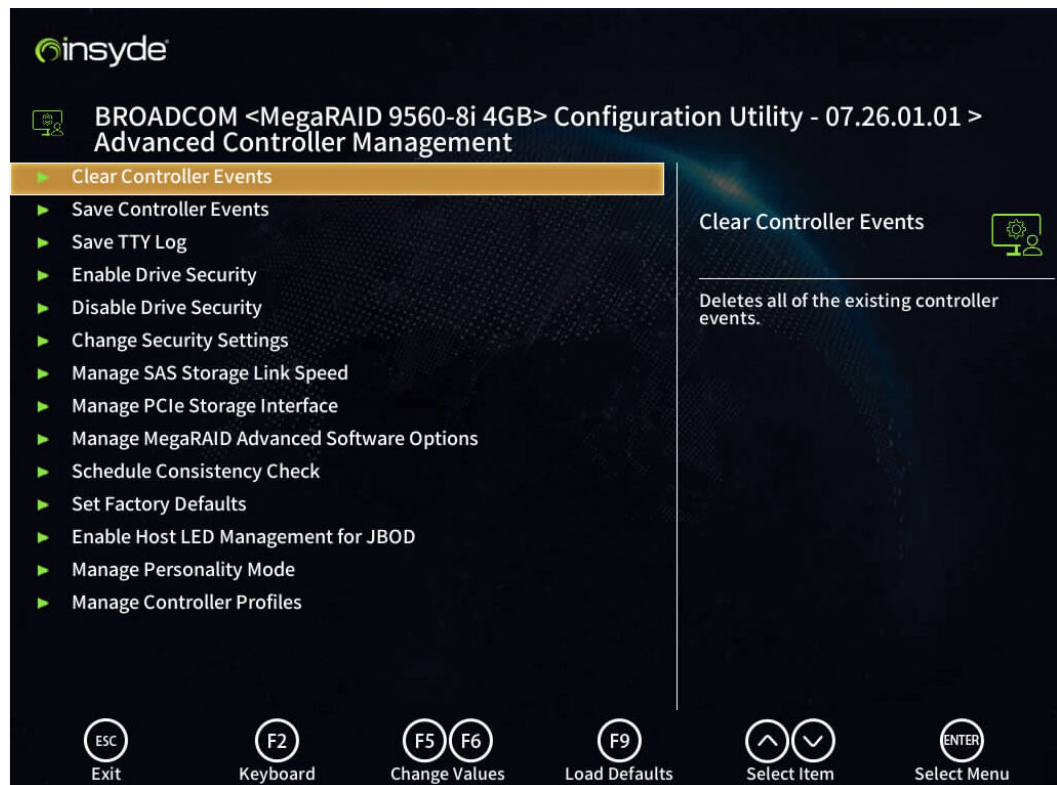 insyde
BROADCOM <MegaRAID 9560-8i 4GB> Configuration Utility - 07.26.01.01 >
Advanced Controller Management
Clear Controller Events
Save Controller Events
Save TTY Log
Enable Drive Security
Disable Drive Security
Change Security Settings
Manage SAS Storage Link Speed
Manage PCIe Storage Interface
Manage MegaRAID Advanced Software Options
Schedule Consistency Check
Set Factory Defaults
Enable Host LED Management for JBOD
Manage Personality Mode
Manage Controller Profiles
Clear Controller Events
Deletes all of the existing controller
events.
ESC
Exit
F2
Keyboard
F5 F6
Change Values
F9
Load Defaults
Select Item
ENTER
Select Menu